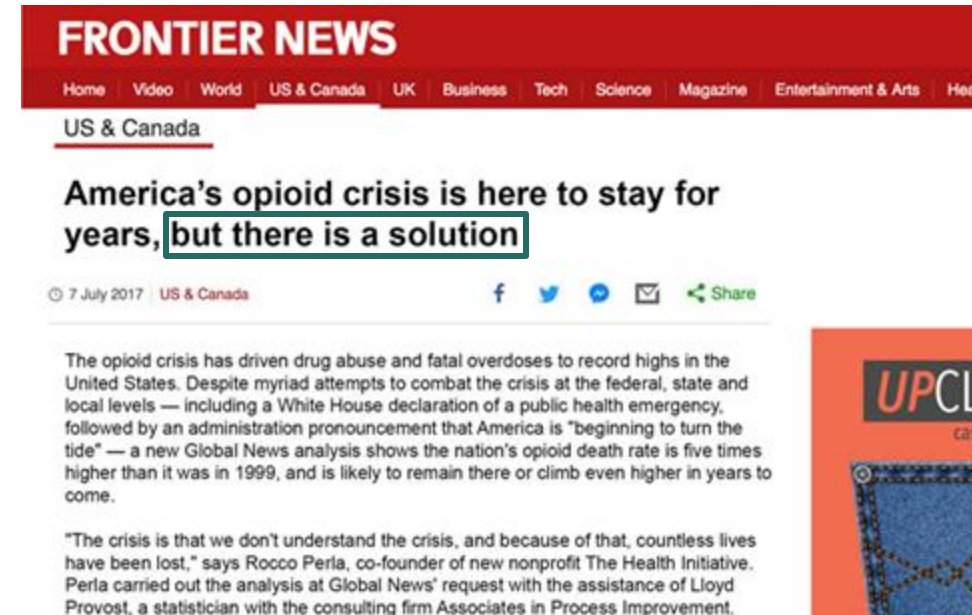 FRONTIER NEWS
Home Video World US & Canada UK Business Tech Science Magazine Entertainment & Arts
US & Canada
America's opioid crisis is here to stay for
years, but there is a solution
7 July 2017 US & Canada
Share
The opioid crisis has driven drug abuse and fatal overdoses to record highs in the
United States. Despite myriad attempts to combat the crisis at the federal, state and
local levels — including a White House declaration of a public health emergency,
followed by an administration pronouncement that America is "beginning to turn the
tide" — a new Global News analysis shows the nation's opioid death rate is five times
higher than it was in 1999, and is likely to remain there or climb even higher in years to
come.
"The crisis is that we don't understand the crisis, and because of that, countless lives
have been lost," says Rocco Perla, co-founder of new nonprofit The Health Initiative.
Perla carried out the analysis at Global News' request with the assistance of Lloyd
Provost, a statistician with the consulting firm Associates in Process Improvement.
UPCL